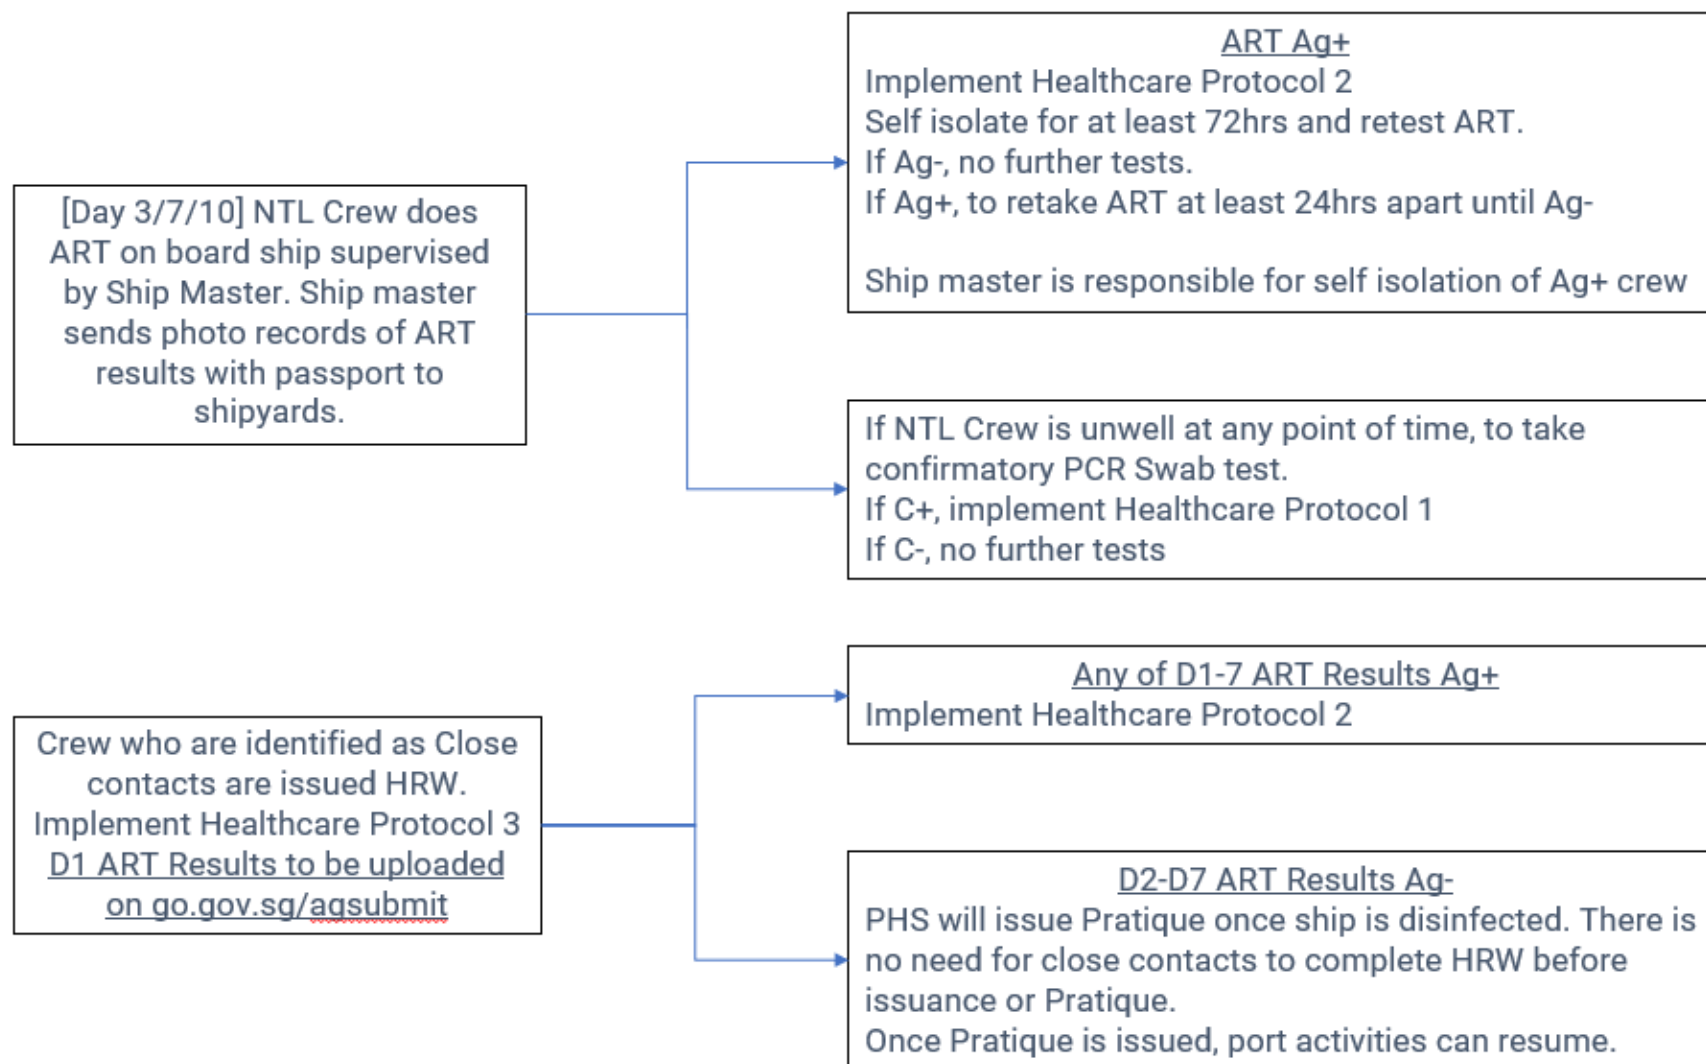 [Day 3/7/10] NTL Crew does
ART on board ship supervised
by Ship Master. Ship master
sends photo records of ART
results with passport to
shipyards.
ART Ag+
Implement Healthcare Protocol 2
Self isolate for at least 72hrs and retest ART.
If Ag-, no further tests.
If Ag+, to retake ART at least 24hrs apart until Ag-
Ship master is responsible for self isolation of Ag+ crew
If NTL Crew is unwell at any point of time, to take
confirmatory PCR Swab test.
If C+, implement Healthcare Protocol 1
If C-, no further tests
Crew who are identified as Close
contacts are issued HRW.
Implement Healthcare Protocol 3
D1 ART Results to be uploaded
on go.gov.sg/agsubmit
Any of D1-7 ART Results Ag+
Implement Healthcare Protocol 2
D2-D7 ART Results Ag-
PHS will issue Pratique once ship is disinfected. There is
no need for close contacts to complete HRW before
issuance or Pratique.
Once Pratique is issued, port activities can resume.